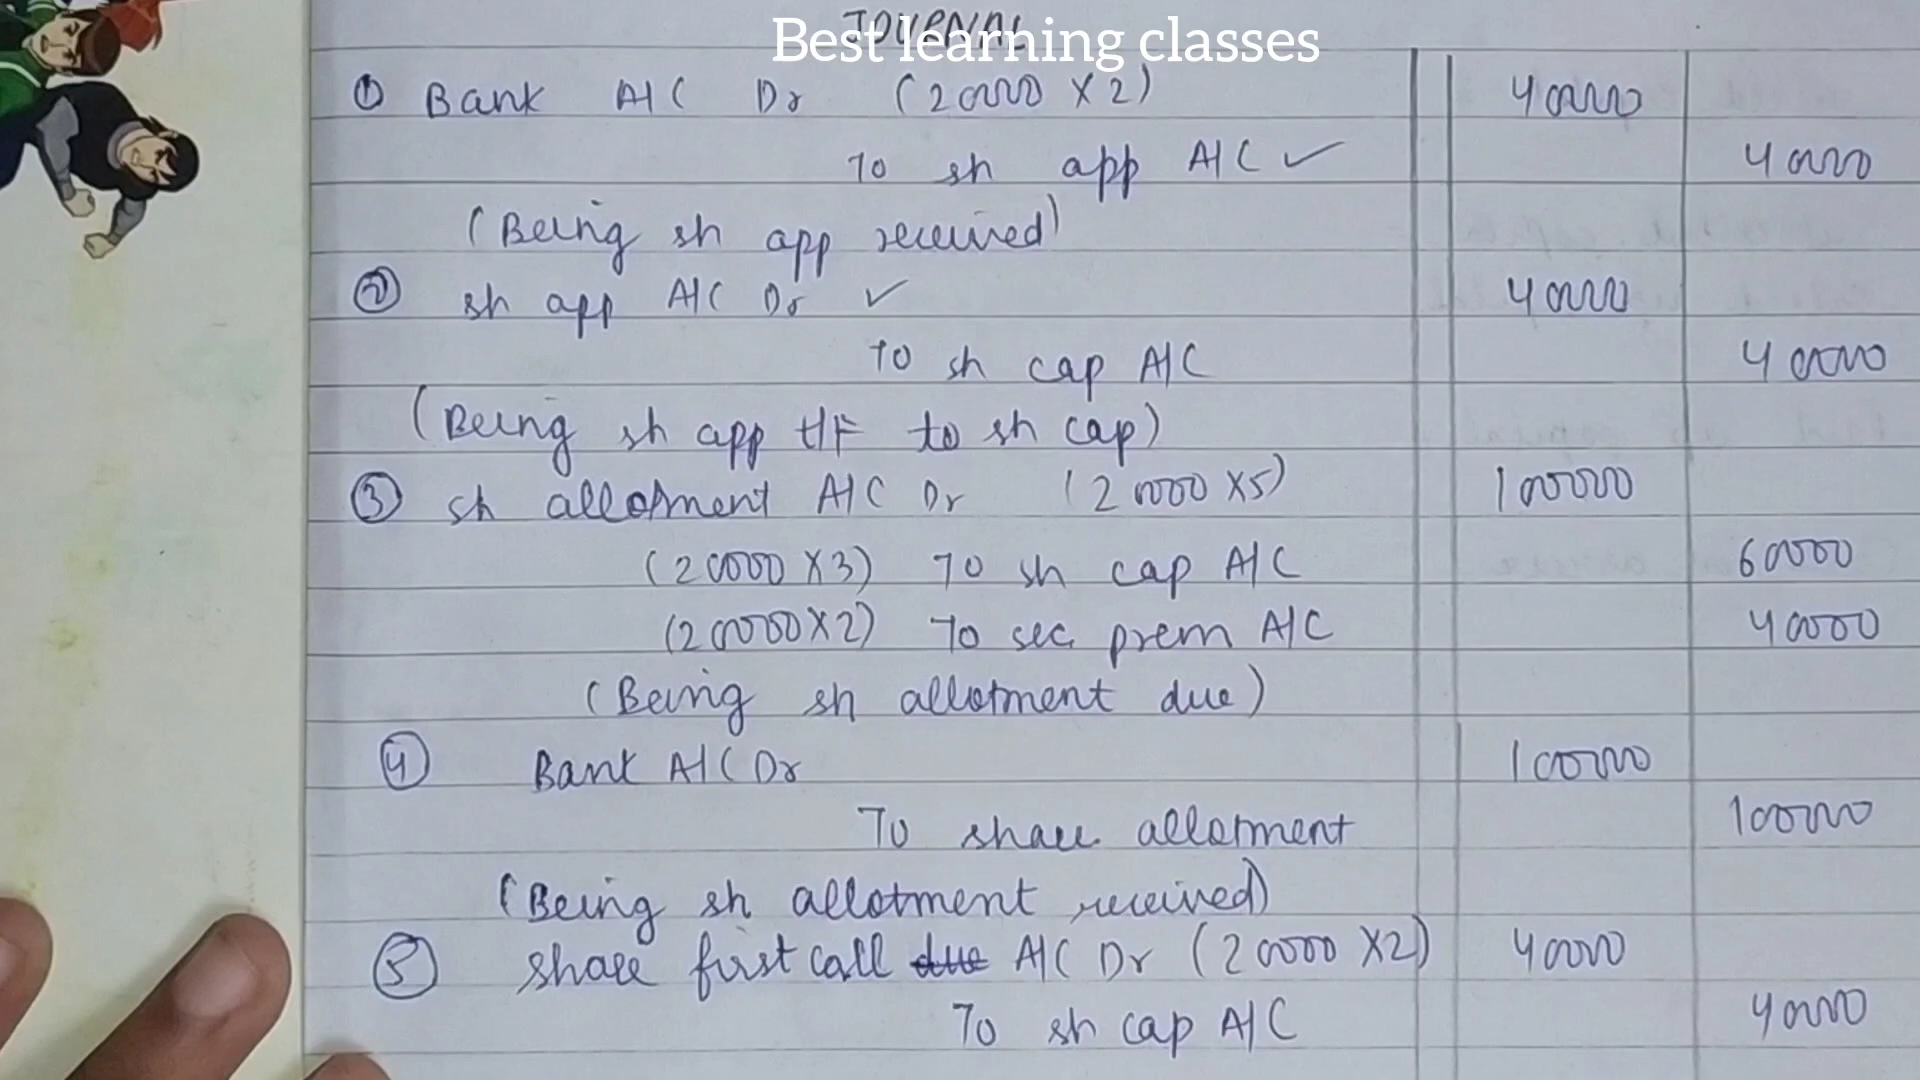 JOURNAL
Best learning classes
① Bank A/C Dr (20000 X 2) 40000
To sh app A/C ✓ 40000
(Being sh app received)
② sh app A/C Dr ✓ 40000
To sh cap A/C 40000
(Being sh app t/f to sh cap)
③ sh allotment A/C Dr (20000 X5) 100000
(20000 X3) To sh cap A/C 60000
(20000X2) To sec prem A/C 40000
(Being sh allotment due)
④ Bank A/C Dr 100000
To share allotment 100000
(Being sh allotment received)
⑤ share first call due A/C Dr (20000 X2) 40000
To sh cap A/C 40000